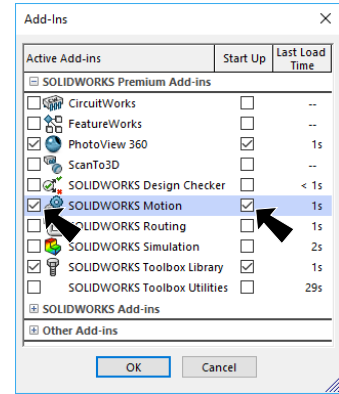 Add-Ins
Active Add-ins Start Up Last Load Time
SOLIDWORKS Premium Add-ins
CircuitWorks --
FeatureWorks --
PhotoView 360 1s
ScanTo3D --
SOLIDWORKS Design Checker < 1s
SOLIDWORKS Motion 1s
SOLIDWORKS Routing 1s
SOLIDWORKS Simulation 2s
SOLIDWORKS Toolbox Library 1s
SOLIDWORKS Toolbox Utilities 29s
SOLIDWORKS Add-ins
Other Add-ins
OK Cancel